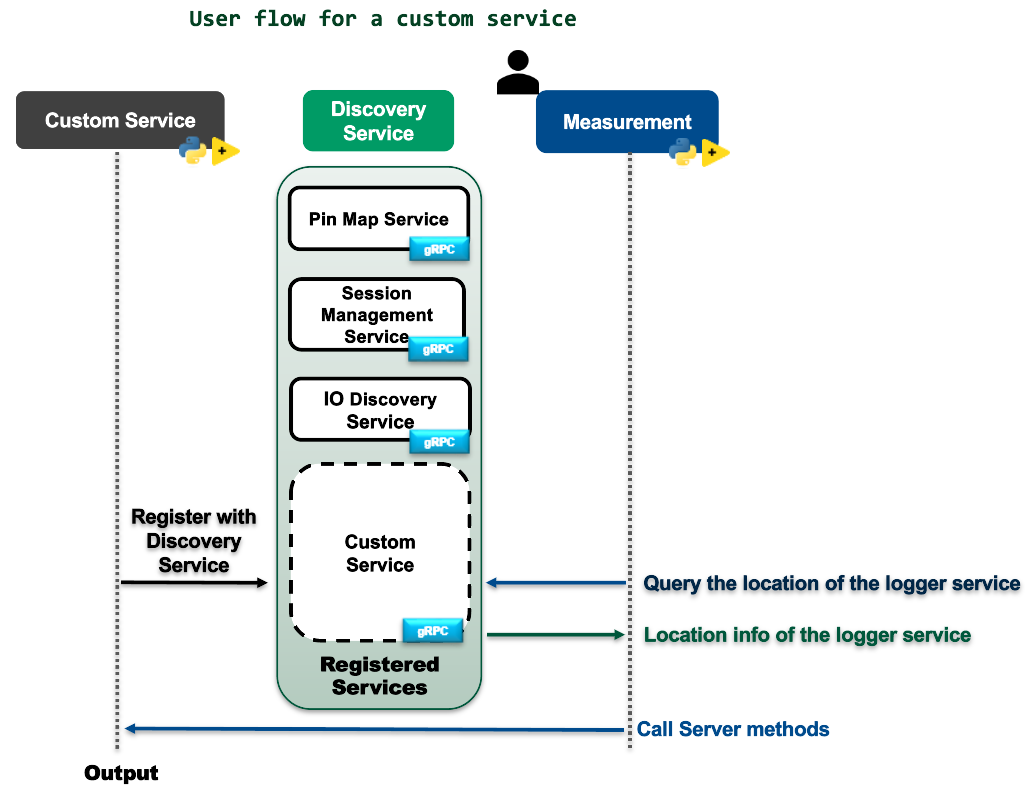 User flow for a custom service
Custom Service
Discovery
Service
Measurement
Pin Map Service
gRPC
Session
Management
Service
gRPC
IO Discovery
Service
gRPC
Register with
Discovery
Service
Custom
Service
gRPC
Query the location of the logger service
Location info of the logger service
Registered
Services
Call Server methods
Output